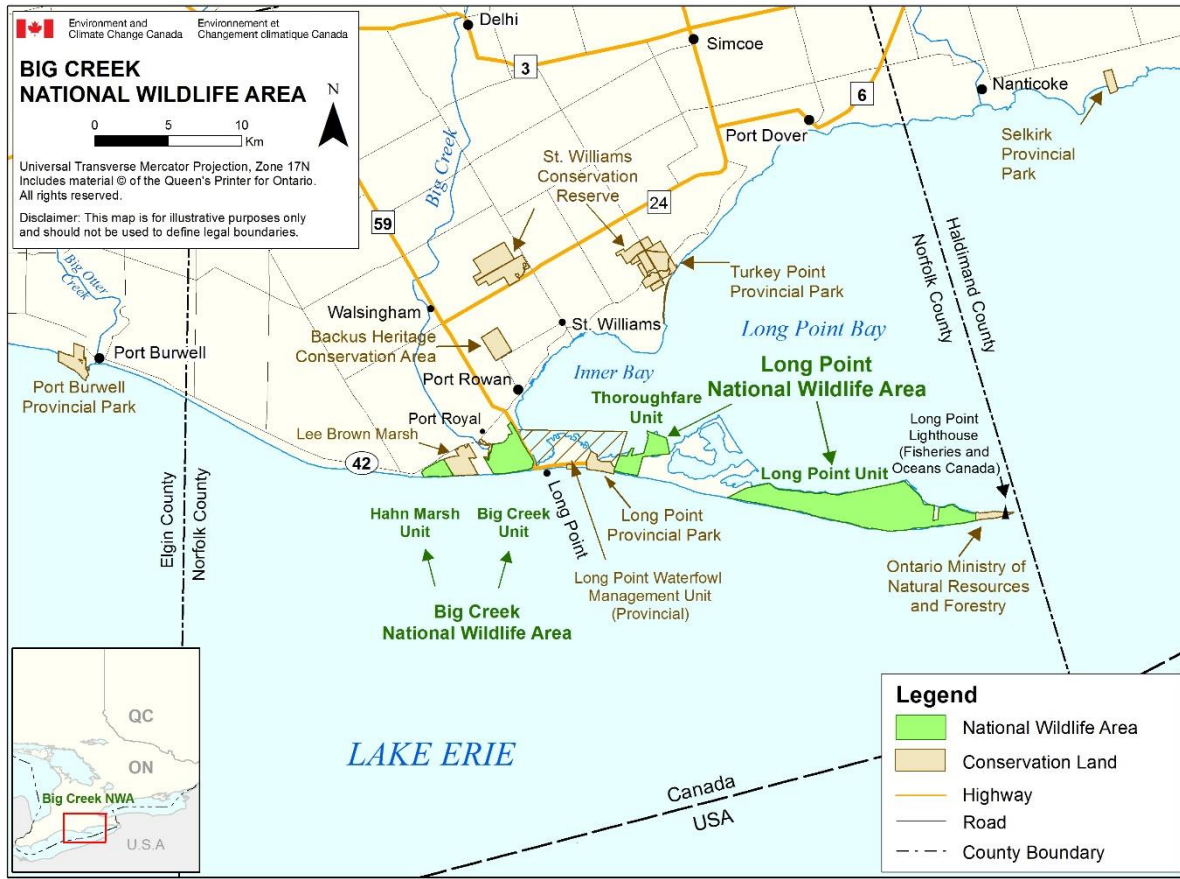 Environment and
Climate Change Canada
Environnement et
Changement climatique Canada
BIG CREEK
NATIONAL WILDLIFE AREA
N
0 5 10
Km
Universal Transverse Mercator Projection, Zone 17N
Includes material © of the Queen's Printer for Ontario.
All rights reserved.
Disclaimer: This map is for illustrative purposes only
and should not be used to define legal boundaries.
Delhi
3
Simcoe
6
Nanticoke
Port Dover
Selkirk
Provincial
Park
Big Creek
St. Williams
Conservation
Reserve
24
59
Big Otter
Creek
Turkey Point
Provincial Park
Haldimand County
Norfolk County
Walsingham
St. Williams
Long Point Bay
Backus Heritage
Conservation Area
Port Burwell
Port Burwell
Provincial Park
Inner Bay
Long Point
National Wildlife Area
Port Rowan
Thoroughfare
Unit
Port Royal
Lee Brown Marsh
42
Long Point
Lighthouse
(Fisheries and
Oceans Canada)
Long Point Unit
Elgin County
Norfolk County
Hahn Marsh
Unit
Big Creek
Unit
Long Point
Long Point
Provincial Park
Long Point Waterfowl
Management Unit
(Provincial)
Ontario Ministry of
Natural Resources
and Forestry
Big Creek
National Wildlife Area
LAKE ERIE
Canada
USA
QC
ON
Big Creek NWA
U.S.A
Legend
National Wildlife Area
Conservation Land
Highway
Road
County Boundary